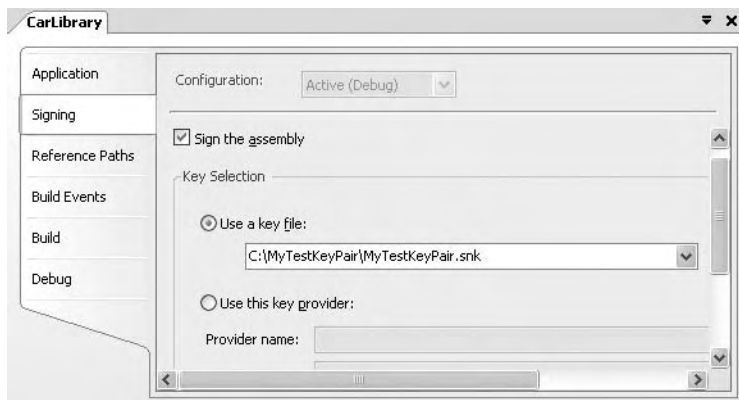 CarLibrary
Application
Signing
Reference Paths
Build Events
Build
Debug
Configuration:
Active (Debug)
Sign the assembly
Key Selection
Use a key file:
C:\MyTestKeyPair\MyTestKeyPair.snk
Use this key provider:
Provider name: